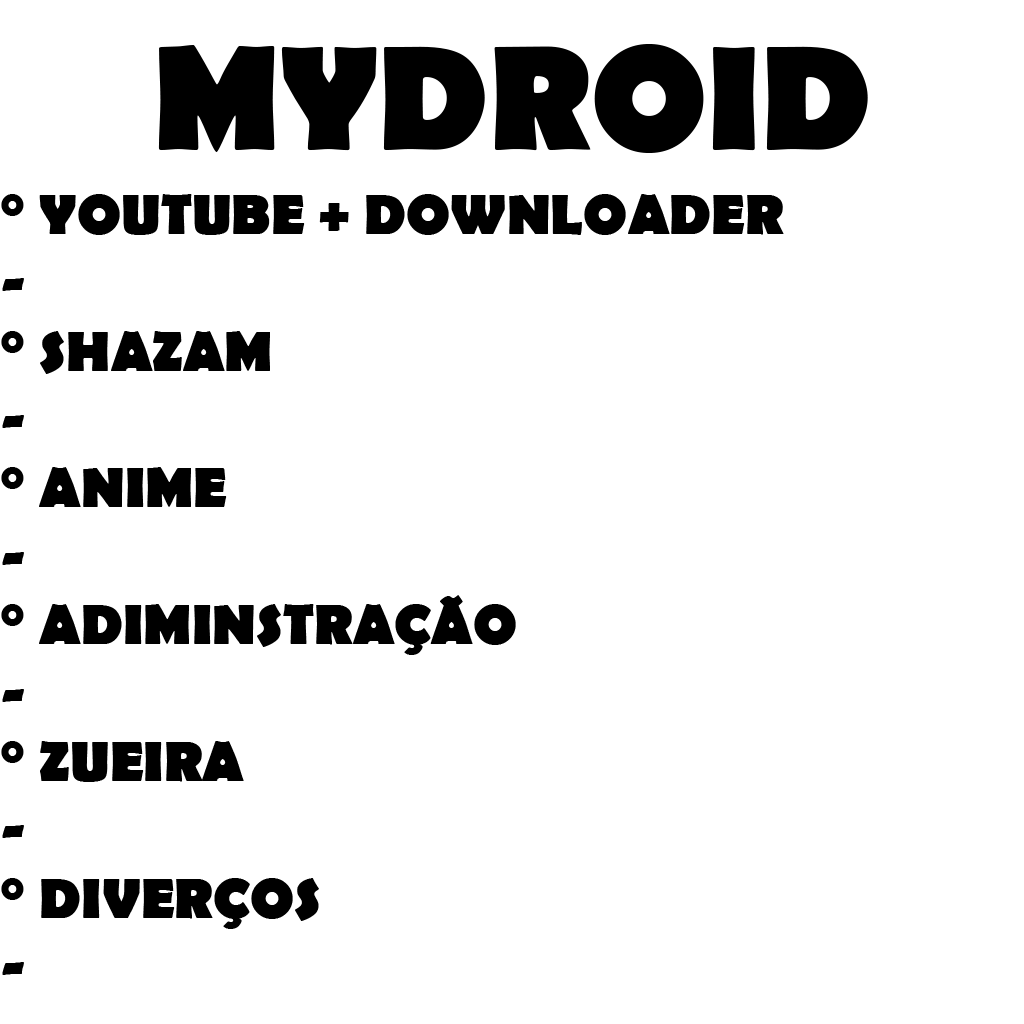 MYDROID
° YOUTUBE + DOWNLOADER
-
° SHAZAM
-
° ANIME
-
° ADIMINSTRAÇÃO
-
° ZUEIRA
-
° DIVERÇOS
-